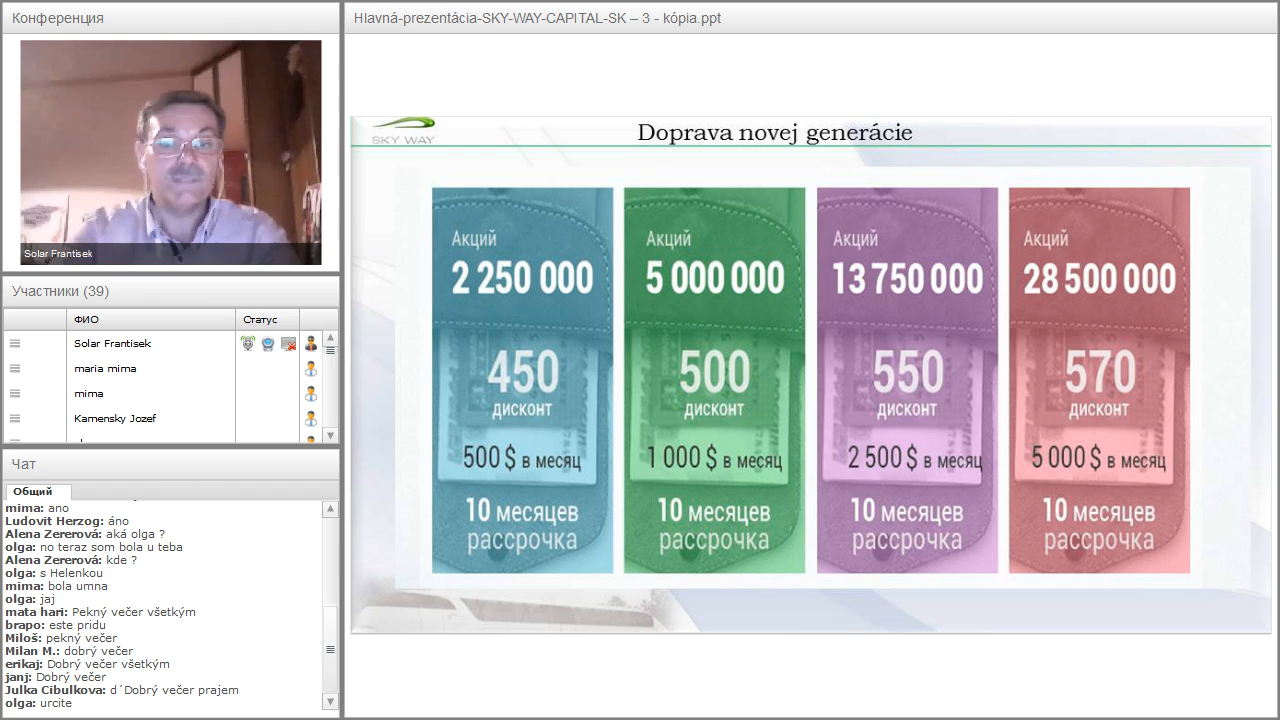 Конференция
Solar Frantisek
Участники (39)
ФИО
Статус
Solar Frantisek
maria mima
mima
Kamensky Jozef
Чат
Общий
mima: ano
Ludovit Herzog: áno
Alena Zererová: aká olga ?
olga: no teraz som bola u teba
Alena Zererová: kde ?
olga: s Helenkou
mima: bola umna
olga: jaj
mata hari: Pekný večer všetkým
brapo: este pridu
Miloš: pekný večer
Milan M.: dobrý večer
erikaj: Dobrý večer všetkým
janj: Dobrý večer
Julka Cibulkova: d´Dobrý večer prajem
olga: urcite
Hlavná-prezentácia-SKY-WAY-CAPITAL-SK – 3 - kópia.ppt
SKY WAY
Doprava novej generácie
Акций
2 250 000
450
дисконт
500 $ в месяц
10 месяцев
рассрочка
Акций
5 000 000
500
дисконт
1 000 $ в месяц
10 месяцев
рассрочка
Акций
13 750 000
550
дисконт
2 500 $ в месяц
10 месяцев
рассрочка
Акций
28 500 000
570
дисконт
5 000 $ в месяц
10 месяцев
рассрочка